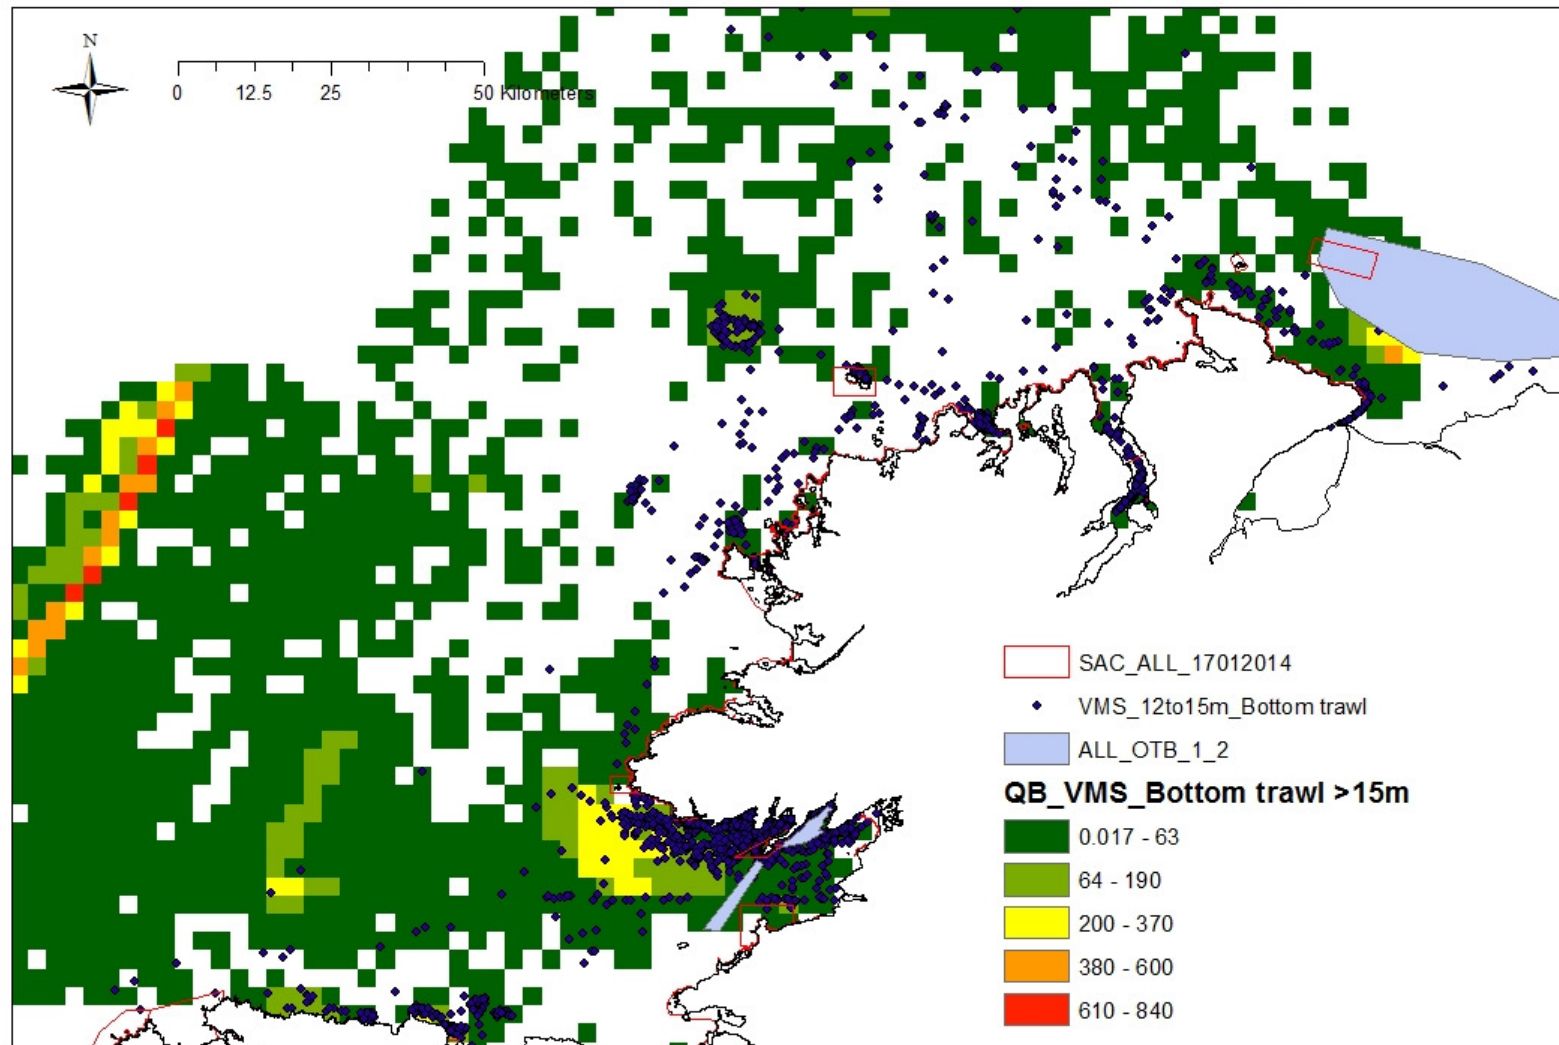 N
0 12.5 25 50 Kilometers
SAC_ALL_17012014
VMS_12to15m_Bottom trawl
ALL_OTB_1_2
QB_VMS_Bottom trawl >15m
0.017 - 63
64 - 190
200 - 370
380 - 600
610 - 840